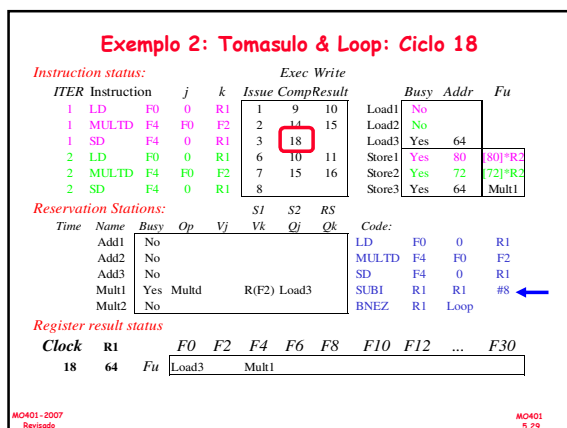 Exemplo 2: Tomasulo & Loop: Ciclo 18
Instruction status: Exec Write
ITER Instruction j k Issue CompResult Busy Addr Fu
1 LD F0 0 R1 1 9 10 Load1 No
1 MULTD F4 F0 F2 2 14 15 Load2 No
1 SD F4 0 R1 3 18 Load3 Yes 64
2 LD F0 0 R1 6 10 11 Store1 Yes 80 [80]*R2
2 MULTD F4 F0 F2 7 15 16 Store2 Yes 72 [72]*R2
2 SD F4 0 R1 8 Store3 Yes 64 Mult1
Reservation Stations: S1 S2 RS
Time Name Busy Op Vj Vk Qj Qk Code:
Add1 No LD F0 0 R1
Add2 No MULTD F4 F0 F2
Add3 No SD F4 0 R1
Mult1 Yes Multd R(F2) Load3 SUBI R1 R1 #8
Mult2 No BNEZ R1 Loop
Register result status
Clock R1 F0 F2 F4 F6 F8 F10 F12 ... F30
18 64 Fu Load3 Mult1
MO401-2007 MO401
Revisado 5.29